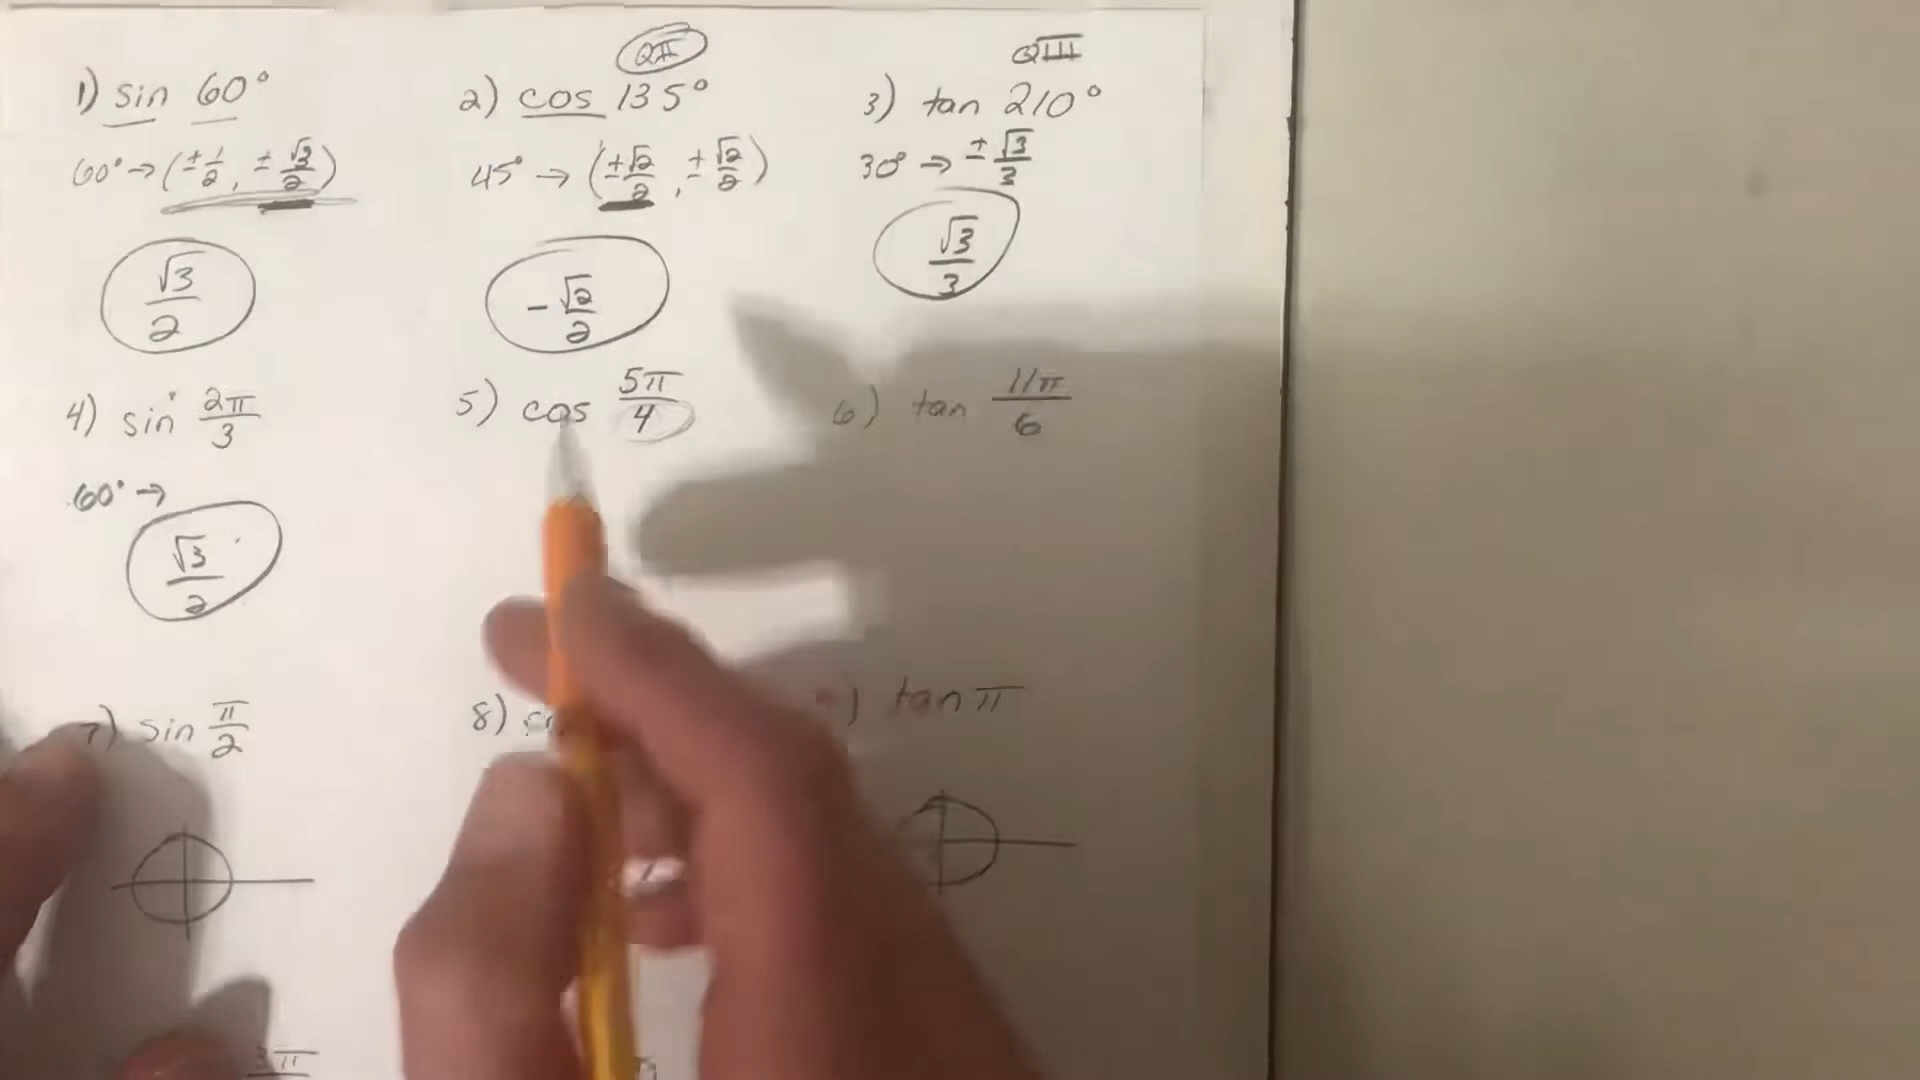 QII
QIII
1) sin 60°
2) cos 135°
3) tan 210°
60° → (± 1/2, ± √3/2)
45° → (± √2/2, ± √2/2)
30° → ± √3/3
√3/2
- √2/2
√3/3
4) sin 2π/3
5) cos 5π/4
6) tan 11π/6
60° →
√3/2
7) sin π/2
8)
) tan π
3π